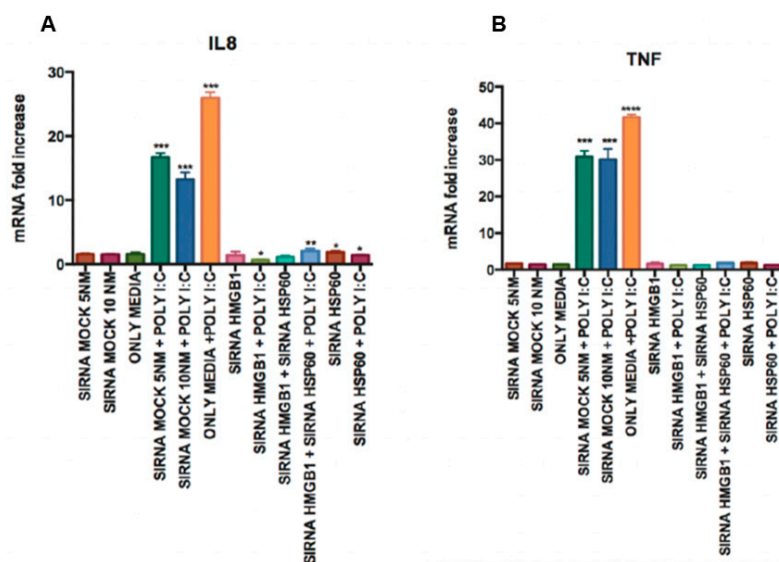 A
IL8
mRNA fold increase
30
20
10
0
***
***
***
*
**
*
*
SIRNA MOCK 5NM
SIRNA MOCK 10 NM
ONLY MEDIA
SIRNA MOCK 5NM + POLY I:C
SIRNA MOCK 10NM + POLY I:C
ONLY MEDIA +POLY I:C
SIRNA HMGB1
SIRNA HMGB1 + POLY I:C
SIRNA HMGB1 + SIRNA HSP60
SIRNA HMGB1 + SIRNA HSP60 + POLY I:C
SIRNA HSP60
SIRNA HSP60 + POLY I:C
B
TNF
mRNA fold increase
50
40
30
20
10
0
***
***
****
SIRNA MOCK 5NM
SIRNA MOCK 10 NM
ONLY MEDIA
SIRNA MOCK 5NM + POLY I:C
SIRNA MOCK 10NM + POLY I:C
ONLY MEDIA +POLY I:C
SIRNA HMGB1
SIRNA HMGB1 + POLY I:C
SIRNA HMGB1 + SIRNA HSP60
SIRNA HMGB1 + SIRNA HSP60 + POLY I:C
SIRNA HSP60
SIRNA HSP60 + POLY I:C